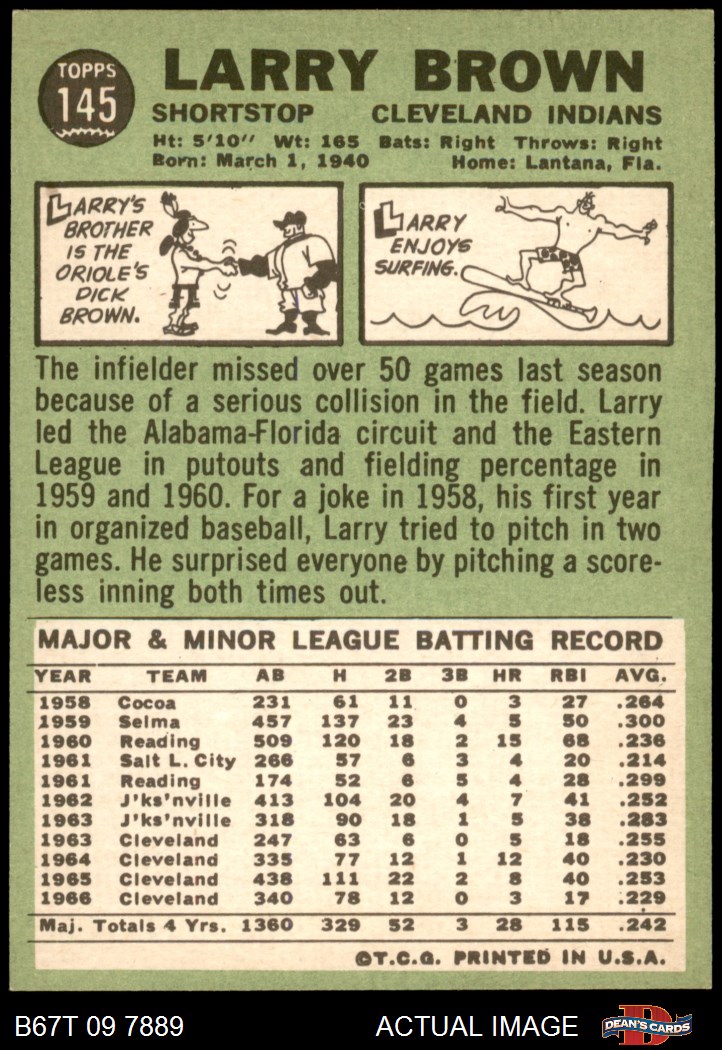 TOPPS
145
LARRY BROWN
SHORTSTOP CLEVELAND INDIANS
Ht: 5'10" Wt: 165 Bats: Right Throws: Right
Born: March 1, 1940 Home: Lantana, Fla.
LARRY'S
BROTHER
IS THE
ORIOLE'S
DICK
BROWN.
LARRY
ENJOYS
SURFING.
The infielder missed over 50 games last season
because of a serious collision in the field. Larry
led the Alabama-Florida circuit and the Eastern
League in putouts and fielding percentage in
1959 and 1960. For a joke in 1958, his first year
in organized baseball, Larry tried to pitch in two
games. He surprised everyone by pitching a score-
less inning both times out.
MAJOR & MINOR LEAGUE BATTING RECORD
YEAR TEAM AB H 2B 3B HR RBI AVG.
1958 Cocoa 231 61 11 0 3 27 .264
1959 Selma 457 137 23 4 5 50 .300
1960 Reading 509 120 18 2 15 68 .236
1961 Salt L. City 266 57 6 3 4 20 .214
1961 Reading 174 52 6 5 4 28 .299
1962 J'ks'nville 413 104 20 4 7 41 .252
1963 J'ks'nville 318 90 18 1 5 38 .283
1963 Cleveland 247 63 6 0 5 18 .255
1964 Cleveland 335 77 12 1 12 40 .230
1965 Cleveland 438 111 22 2 8 40 .253
1966 Cleveland 340 78 12 0 3 17 .229
Maj. Totals 4 Yrs. 1360 329 52 3 28 115 .242
©T.C.G. PRINTED IN U.S.A.
B67T 09 7889 ACTUAL IMAGE DEAN'S CARDS